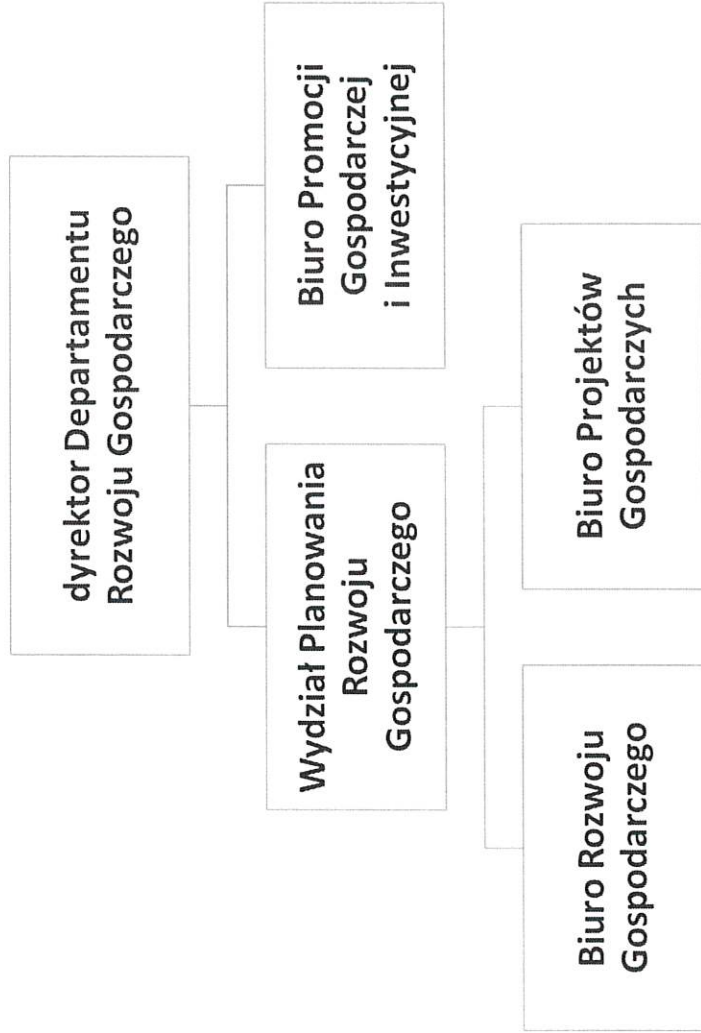 dyrektor Departamentu
Rozwoju Gospodarczego
Wydział Planowania
Rozwoju
Gospodarczego
Biuro Promocji
Gospodarczej
i Inwestycyjnej
Biuro Rozwoju
Gospodarczego
Biuro Projektów
Gospodarczych